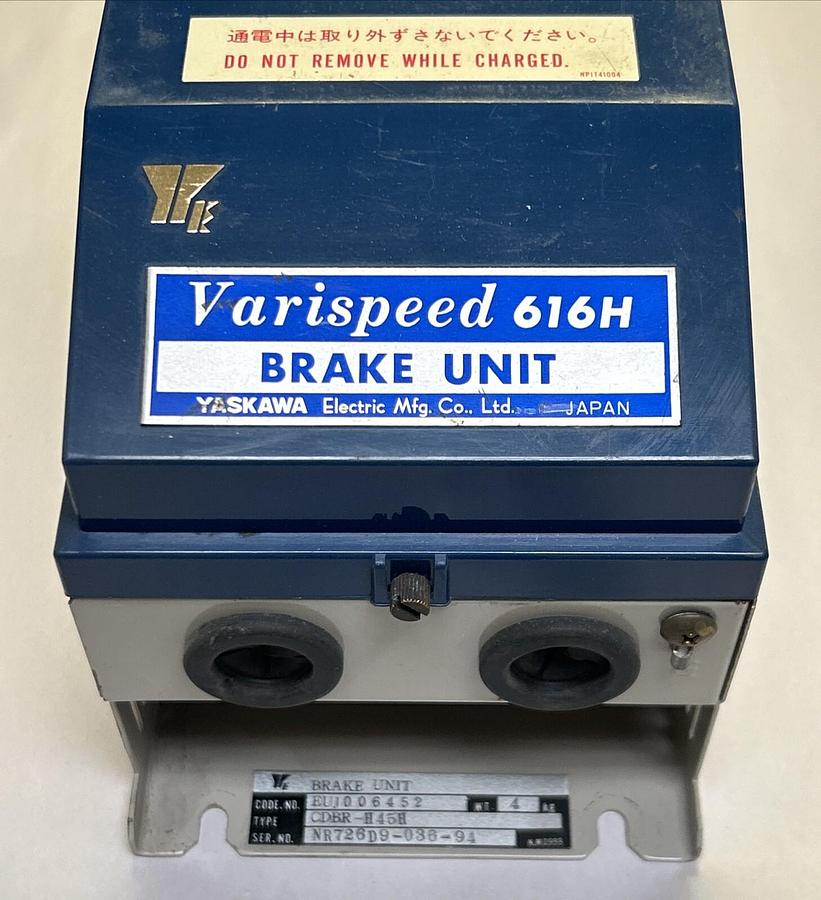 通電中は取り外ずさないでください。
DO NOT REMOVE WHILE CHARGED.
NPIT41004
Varispeed 616H
BRAKE UNIT
YASKAWA Electric Mfg. Co., Ltd. JAPAN
BRAKE UNIT
CODE. NO. EUJ006452 WT. 4
TYPE CDBR-H45H
SER. NO. NR726D9-036-94